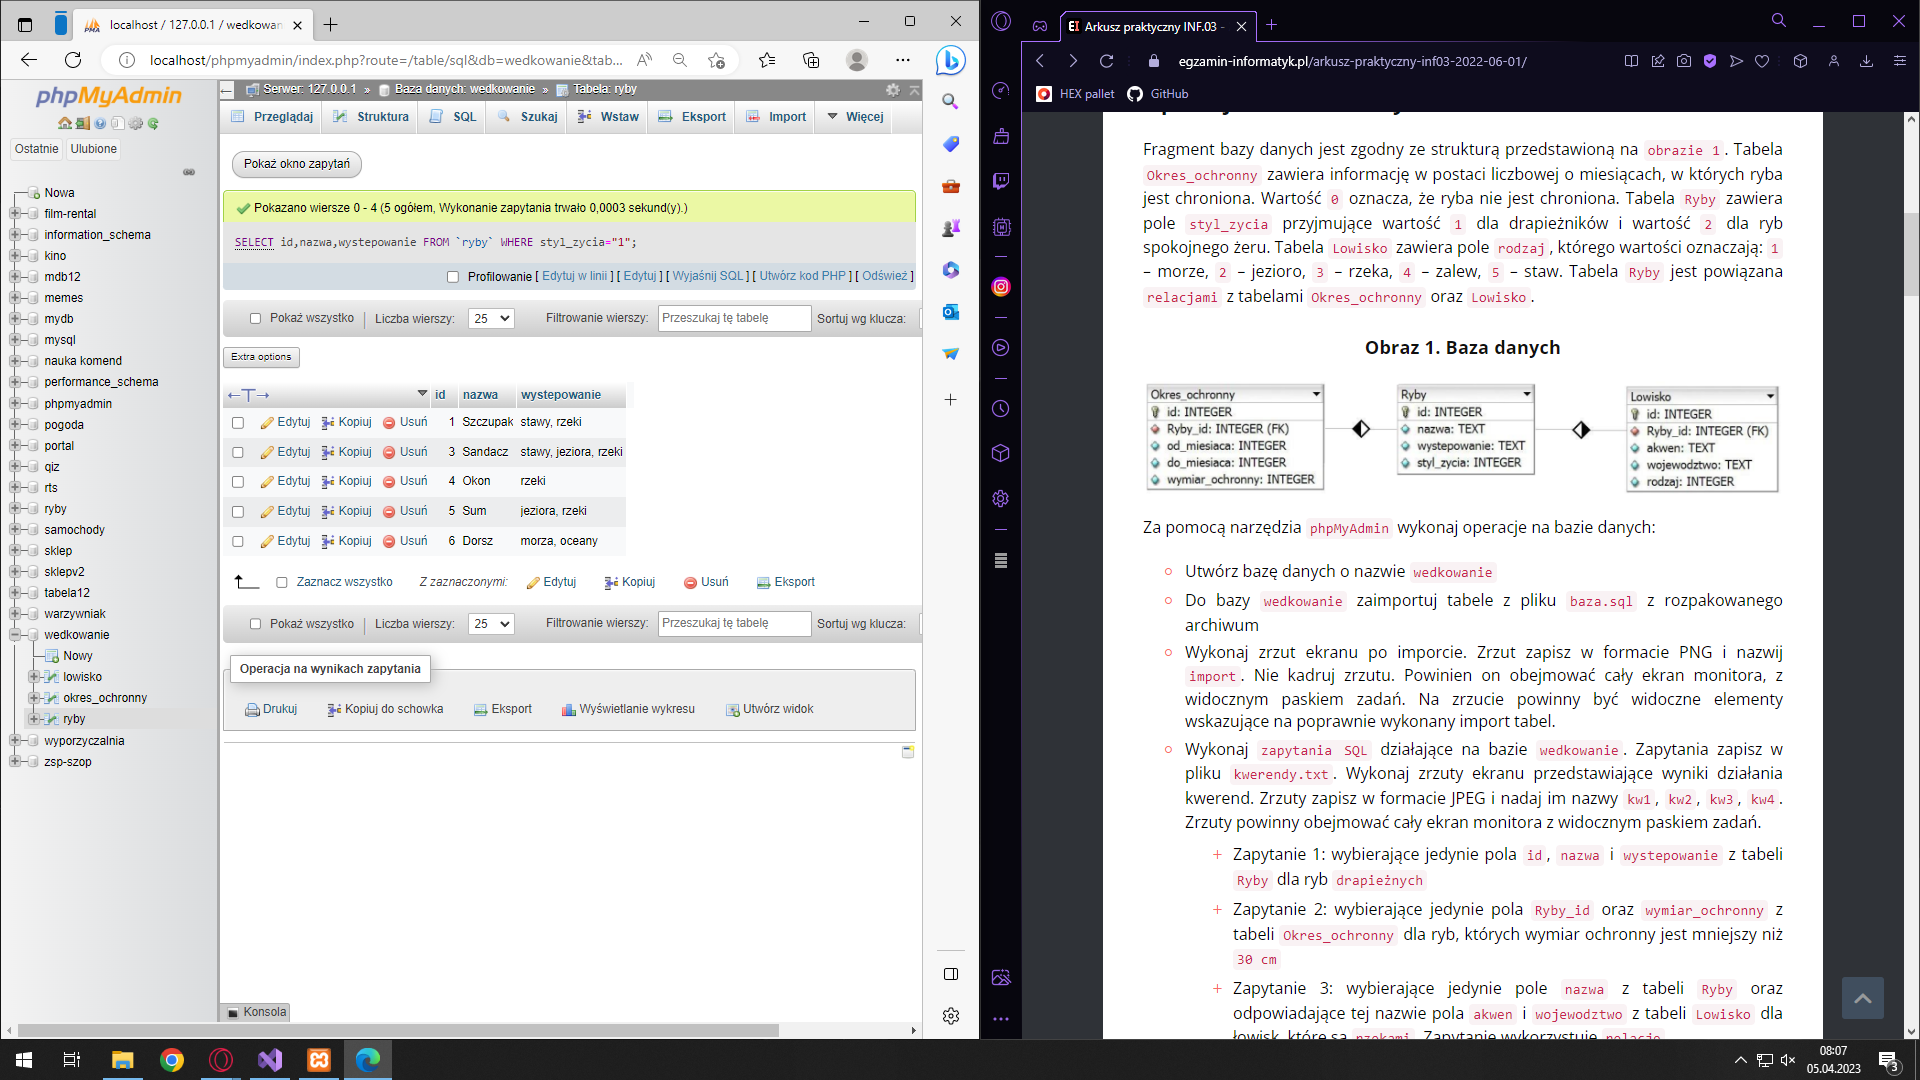 localhost / 127.0.0.1 / wedkowan
localhost/phpmyadmin/index.php?route=/table/sql&db=wedkowanie&tab...
phpMyAdmin
Ostatnie
Ulubione
Nowa
film-rental
information_schema
kino
mdb12
memes
mydb
mysql
nauka komend
performance_schema
phpmyadmin
pogoda
portal
qiz
rts
ryby
samochody
sklep
sklepv2
tabela12
warzywniak
wedkowanie
Nowy
lowisko
okres_ochronny
ryby
wyporzyczalnia
zsp-szop
Serwer: 127.0.0.1 » Baza danych: wedkowanie » Tabela: ryby
Przeglądaj Struktura SQL Szukaj Wstaw Eksport Import Więcej
Pokaż okno zapytań
Pokazano wiersze 0 - 4 (5 ogółem, Wykonanie zapytania trwało 0,0003 sekund(y).)
SELECT id,nazwa,wystepowanie FROM `ryby` WHERE styl_zycia="1";
Profilowanie [ Edytuj w linii ] [ Edytuj ] [ Wyjaśnij SQL ] [ Utwórz kod PHP ] [ Odśwież ]
Pokaż wszystko Liczba wierszy: 25 Filtrowanie wierszy: Przeszukaj tę tabelę Sortuj wg klucza:
Extra options
id nazwa wystepowanie
Edytuj Kopiuj Usuń 1 Szczupak stawy, rzeki
Edytuj Kopiuj Usuń 3 Sandacz stawy, jeziora, rzeki
Edytuj Kopiuj Usuń 4 Okon rzeki
Edytuj Kopiuj Usuń 5 Sum jeziora, rzeki
Edytuj Kopiuj Usuń 6 Dorsz morza, oceany
Zaznacz wszystko Z zaznaczonymi: Edytuj Kopiuj Usuń Eksport
Pokaż wszystko Liczba wierszy: 25 Filtrowanie wierszy: Przeszukaj tę tabelę Sortuj wg klucza:
Operacja na wynikach zapytania
Drukuj Kopiuj do schowka Eksport Wyświetlanie wykresu Utwórz widok
Konsola
Arkusz praktyczny INF.03 -
egzamin-informatyk.pl/arkusz-praktyczny-inf03-2022-06-01/
HEX pallet GitHub
Fragment bazy danych jest zgodny ze strukturą przedstawioną na obrazie 1. Tabela
Okres_ochronny zawiera informację w postaci liczbowej o miesiącach, w których ryba
jest chroniona. Wartość 0 oznacza, że ryba nie jest chroniona. Tabela Ryby zawiera
pole styl_zycia przyjmujące wartość 1 dla drapieżników i wartość 2 dla ryb
spokojnego żeru. Tabela Lowisko zawiera pole rodzaj, którego wartości oznaczają: 1
– morze, 2 – jezioro, 3 – rzeka, 4 – zalew, 5 – staw. Tabela Ryby jest powiązana
relacjami z tabelami Okres_ochronny oraz Lowisko.
Obraz 1. Baza danych
Okres_ochronny
id: INTEGER
Ryby_id: INTEGER (FK)
od_miesiaca: INTEGER
do_miesiaca: INTEGER
wymiar_ochronny: INTEGER
Ryby
id: INTEGER
nazwa: TEXT
wystepowanie: TEXT
styl_zycia: INTEGER
Lowisko
id: INTEGER
Ryby_id: INTEGER (FK)
akwen: TEXT
wojewodztwo: TEXT
rodzaj: INTEGER
Za pomocą narzędzia phpMyAdmin wykonaj operacje na bazie danych:
Utwórz bazę danych o nazwie wedkowanie
Do bazy wedkowanie zaimportuj tabele z pliku baza.sql z rozpakowanego
archiwum
Wykonaj zrzut ekranu po imporcie. Zrzut zapisz w formacie PNG i nazwij
import. Nie kadruj zrzutu. Powinien on obejmować cały ekran monitora, z
widocznym paskiem zadań. Na zrzucie powinny być widoczne elementy
wskazujące na poprawnie wykonany import tabel.
Wykonaj zapytania SQL działające na bazie wedkowanie. Zapytania zapisz w
pliku kwerendy.txt. Wykonaj zrzuty ekranu przedstawiające wyniki działania
kwerend. Zrzuty zapisz w formacie JPEG i nadaj im nazwy kw1, kw2, kw3, kw4.
Zrzuty powinny obejmować cały ekran monitora z widocznym paskiem zadań.
+ Zapytanie 1: wybierające jedynie pola id, nazwa i wystepowanie z tabeli
Ryby dla ryb drapieżnych
+ Zapytanie 2: wybierające jedynie pola Ryby_id oraz wymiar_ochronny z
tabeli Okres_ochronny dla ryb, których wymiar ochronny jest mniejszy niż
30 cm
+ Zapytanie 3: wybierające jedynie pole nazwa z tabeli Ryby oraz
odpowiadające tej nazwie pola akwen i wojewodztwo z tabeli Lowisko dla
łowisk, które są rzekami. Zapytanie wykorzystuje relację
08:07
05.04.2023
3